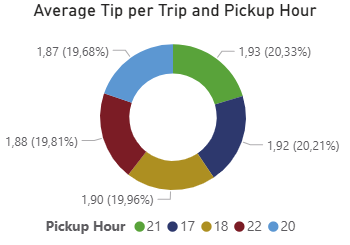 Average Tip per Trip and Pickup Hour
1,87 (19,68%)
1,93 (20,33%)
1,88 (19,81%)
1,92 (20,21%)
1,90 (19,96%)
Pickup Hour 21 17 18 22 20